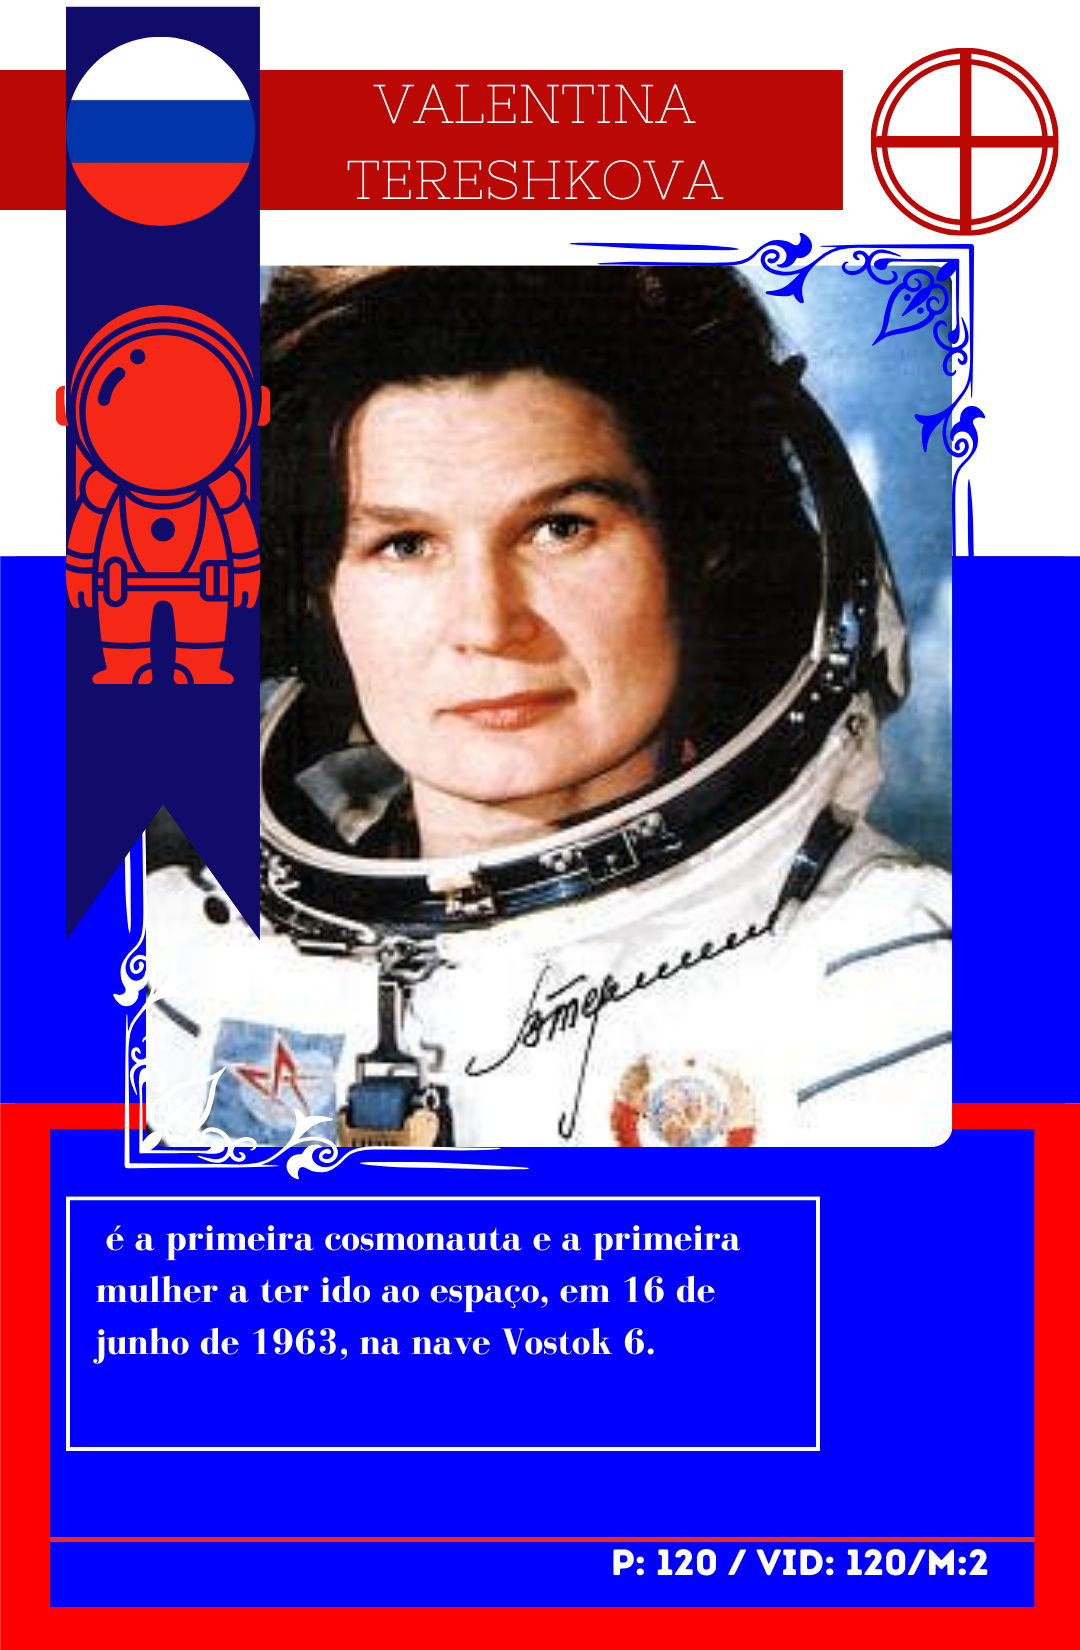 VALENTINA
TERESHKOVA
é a primeira cosmonauta e a primeira
mulher a ter ido ao espaço, em 16 de
junho de 1963, na nave Vostok 6.
P: 120 / VID: 120/M:2